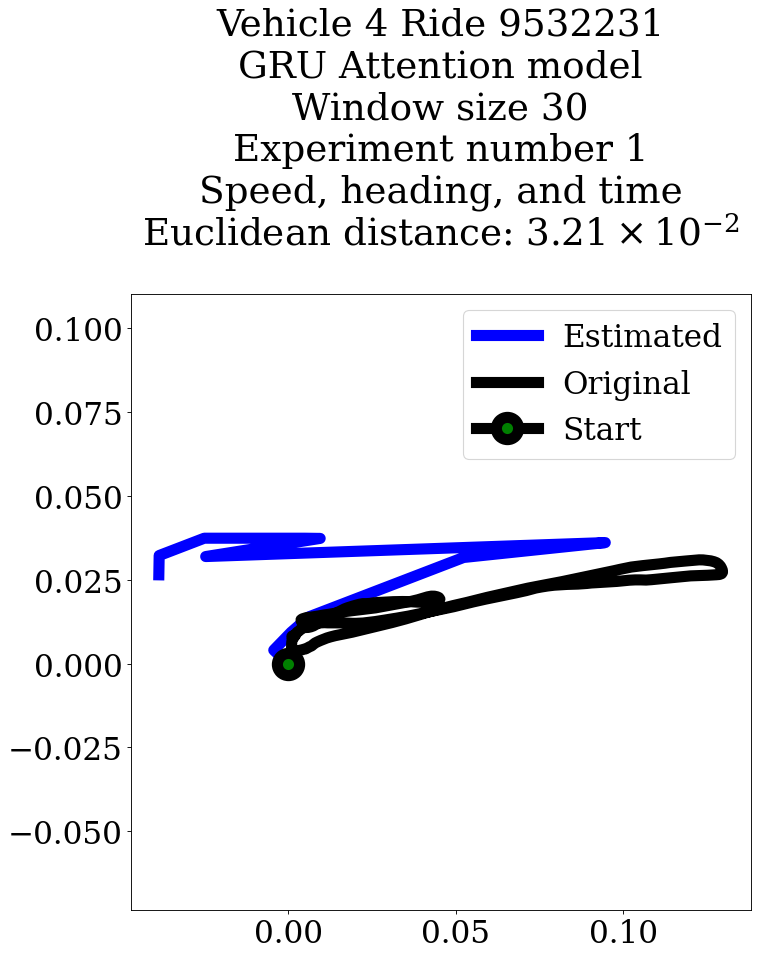 Vehicle 4 Ride 9532231
GRU Attention model
Window size 30
Experiment number 1
Speed, heading, and time
Euclidean distance: 3.21 × 10⁻²
Estimated
Original
Start
0.100
0.075
0.050
0.025
0.000
−0.025
−0.050
0.00
0.05
0.10